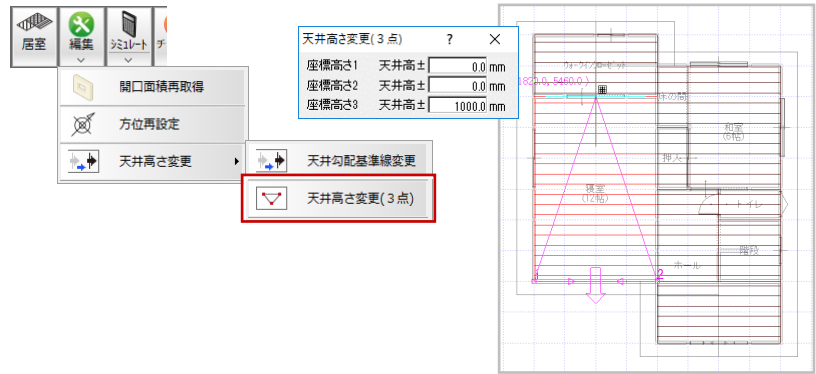 居室
編集
ｼﾐｭﾚｰﾄ
チ
開口面積再取得
方位再設定
天井高さ変更
天井勾配基準線変更
天井高さ変更(３点)
天井高さ変更(３点)
?
座標高さ1 天井高± 0.0 mm
座標高さ2 天井高± 0.0 mm
座標高さ3 天井高± 1000.0 mm
ウォークインクローゼット
1820.0, 5460.0 )
床の間
和室
(6帖)
押入
寝室
(12帖)
トイレ
階段
ホール
2